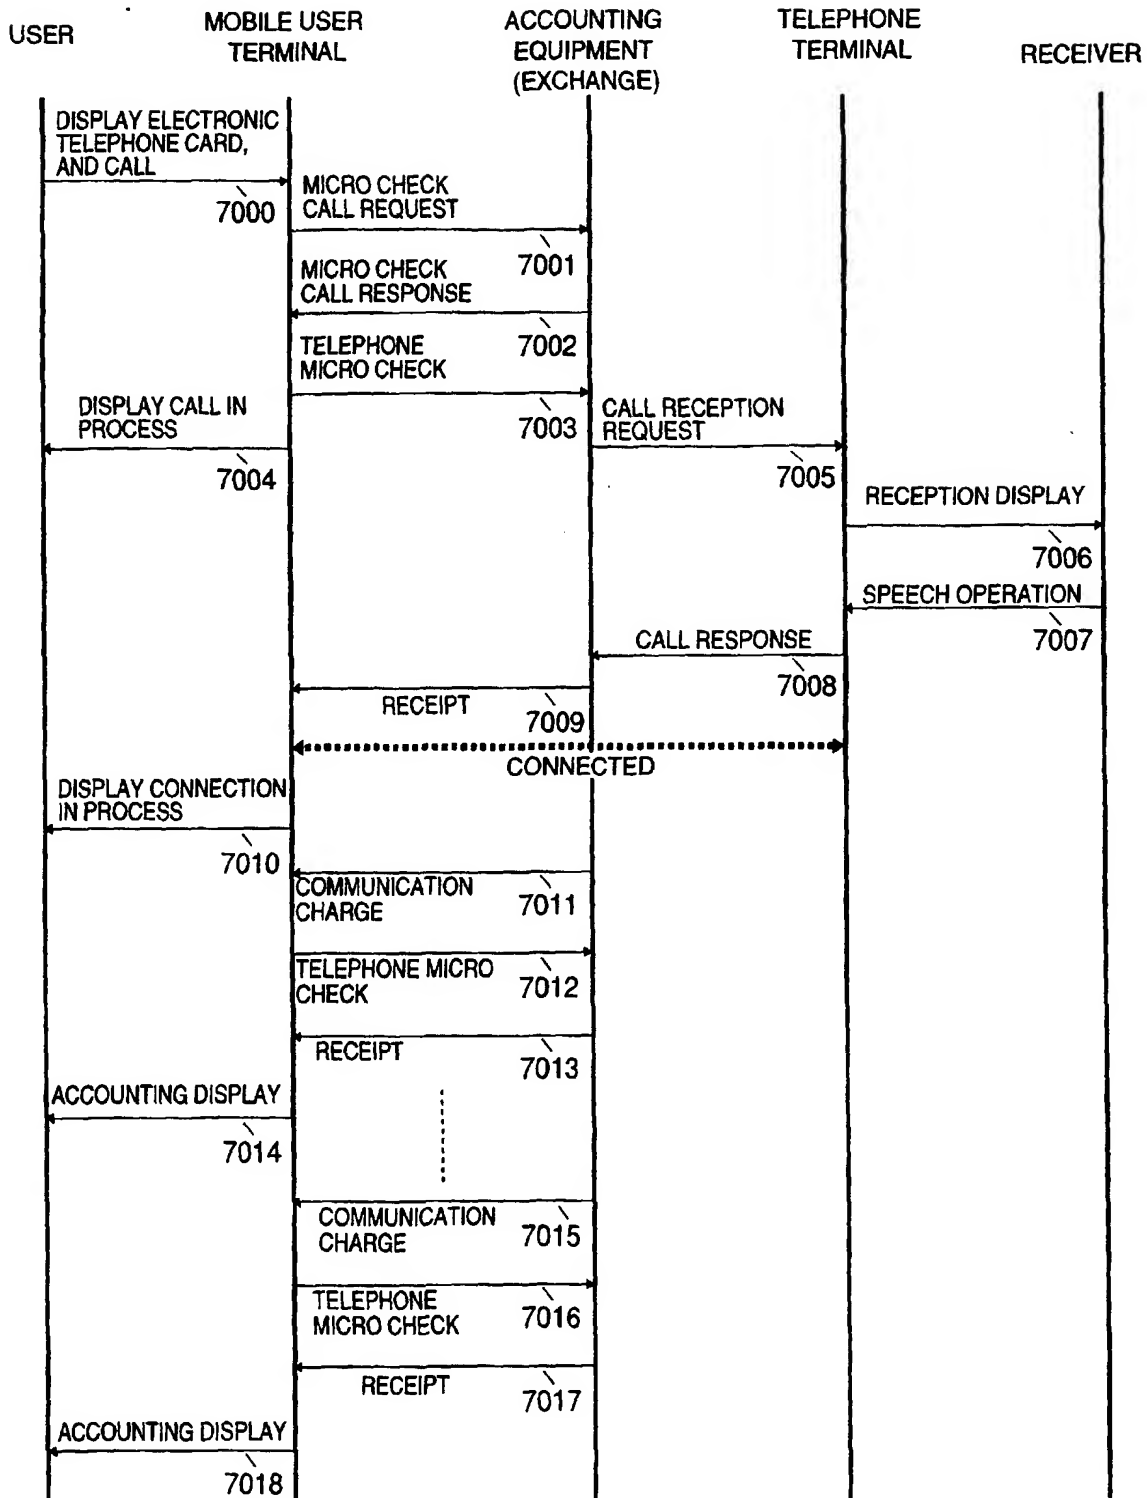 USER
MOBILE USER
TERMINAL
ACCOUNTING
EQUIPMENT
(EXCHANGE)
TELEPHONE
TERMINAL
RECEIVER
DISPLAY ELECTRONIC
TELEPHONE CARD,
AND CALL
7000
MICRO CHECK
CALL REQUEST
7001
MICRO CHECK
CALL RESPONSE
7002
TELEPHONE
MICRO CHECK
7003
DISPLAY CALL IN
PROCESS
7004
CALL RECEPTION
REQUEST
7005
RECEPTION DISPLAY
7006
SPEECH OPERATION
7007
CALL RESPONSE
7008
RECEIPT
7009
CONNECTED
DISPLAY CONNECTION
IN PROCESS
7010
COMMUNICATION
CHARGE
7011
TELEPHONE MICRO
CHECK
7012
RECEIPT
7013
ACCOUNTING DISPLAY
7014
COMMUNICATION
CHARGE
7015
TELEPHONE
MICRO CHECK
7016
RECEIPT
7017
ACCOUNTING DISPLAY
7018